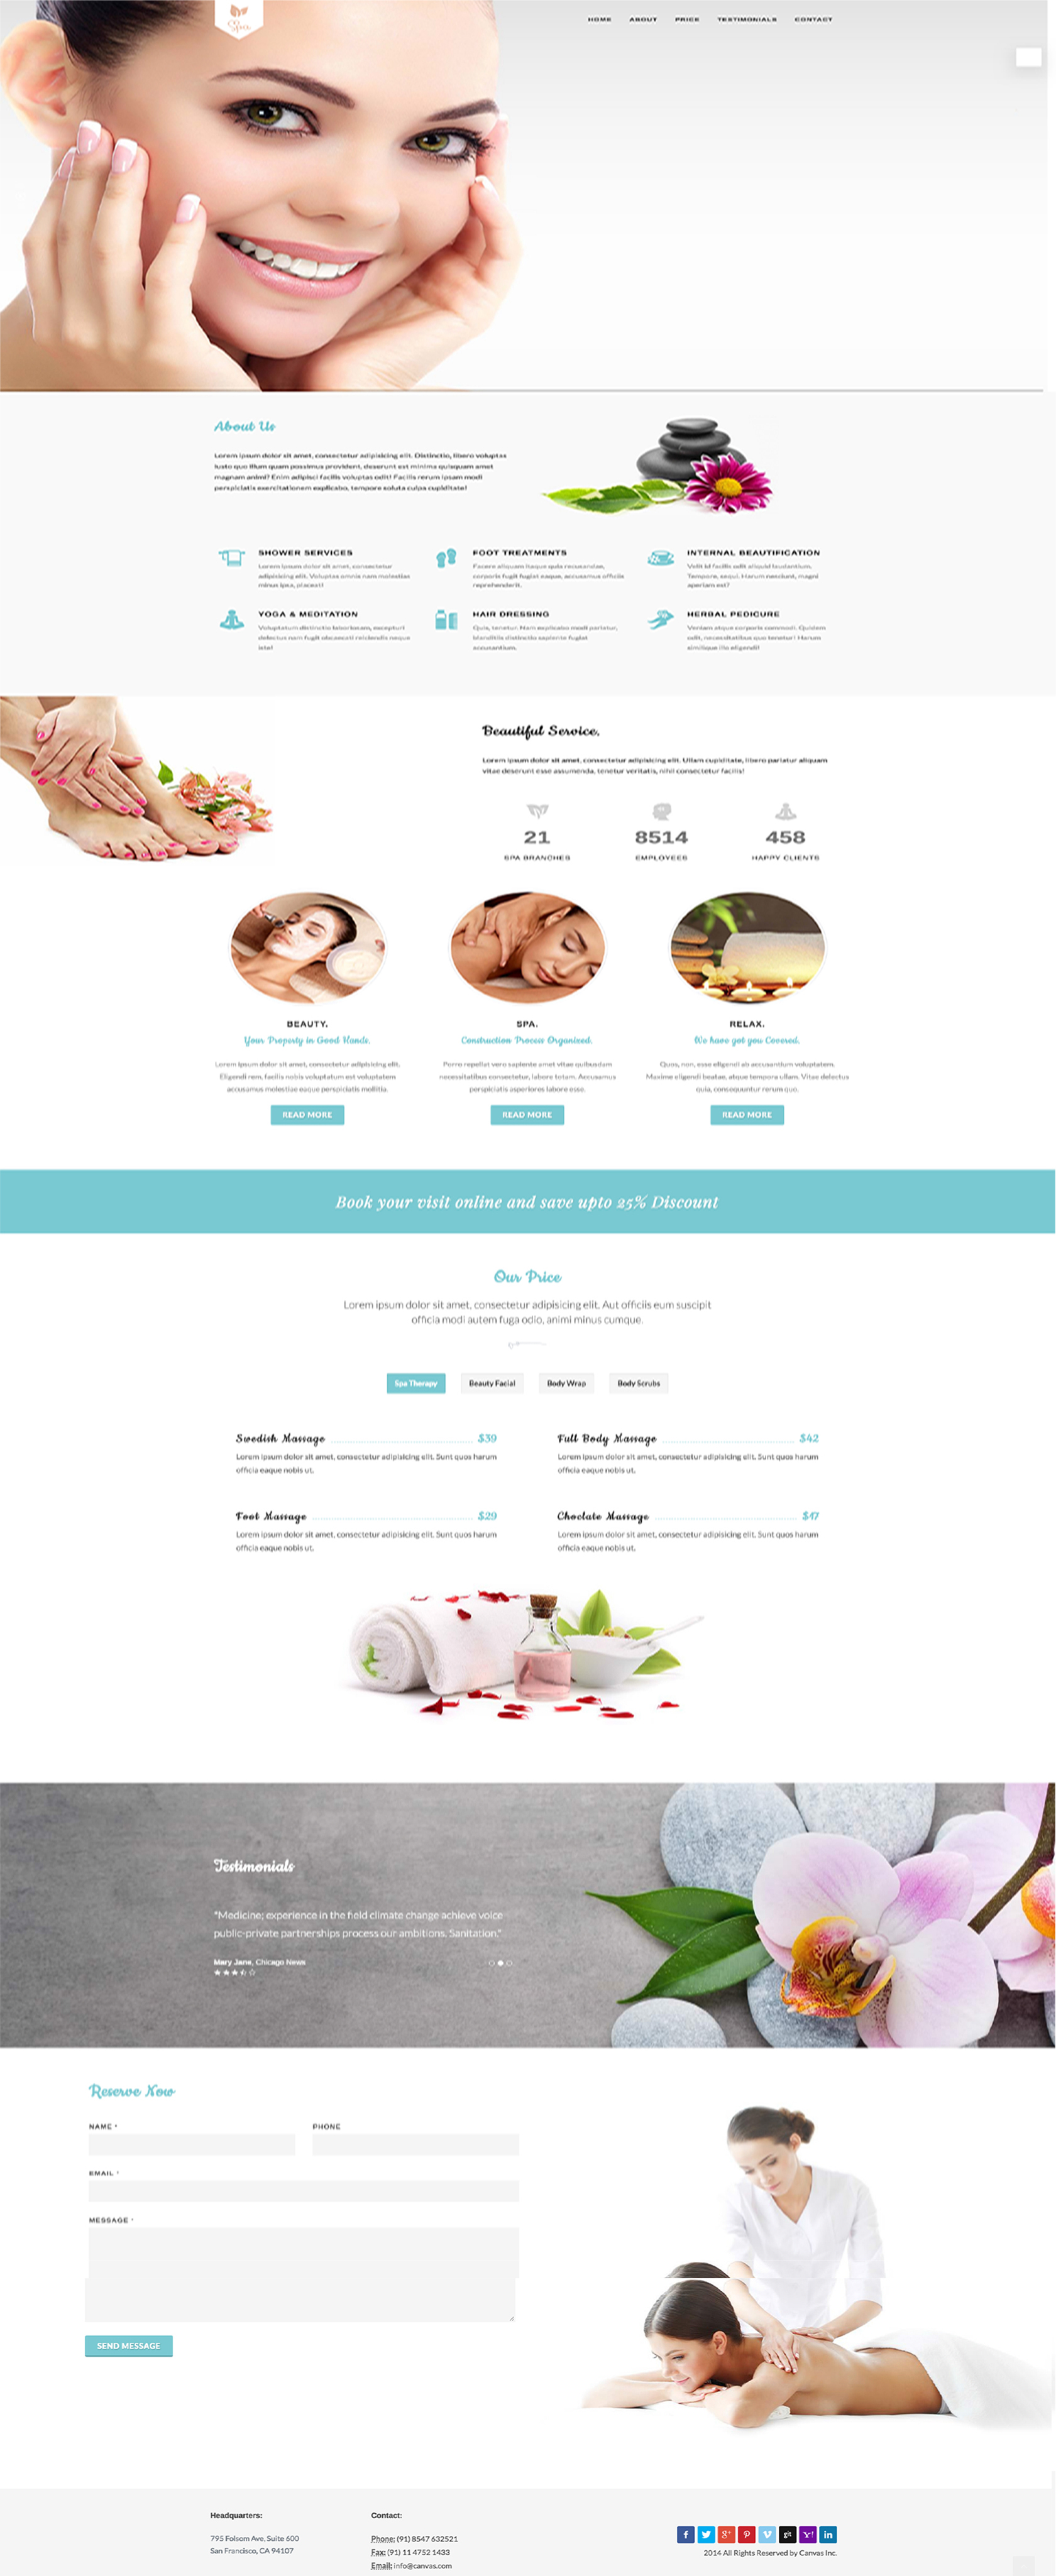 Spa
HOME ABOUT PRICE TESTIMONIALS CONTACT
About Us
Lorem ipsum dolor sit amet, consectetur adipisicing elit. Distinctio, libero voluptas
iusto quo illum quam possimus provident, deserunt est minima quisquam amet
magnam animi? Enim adipisci facilis voluptas odit! Facilis rerum ipsam modi
perspiciatis exercitationem explicabo, tempore soluta culpa cupiditate!
SHOWER SERVICES
Lorem ipsum dolor sit amet, consectetur
adipisicing elit. Voluptas omnis nam molestias
minus ipsa, placeat!
FOOT TREATMENTS
Facere aliquam itaque quia recusandae,
corporis fugit fugiat eaque, accusamus officiis
reprehenderit.
INTERNAL BEAUTIFICATION
Velit id facilis odit aliquid laudantium.
Tempore, sequi. Harum nesciunt, magni
aperiam est?
YOGA & MEDITATION
Voluptatum distinctio laboriosam, excepturi
delectus nam fugit obcaecati reiciendis neque
iste!
HAIR DRESSING
Quia, tenetur. Nam explicabo modi pariatur,
blanditiis distinctio sapiente fugiat
accusantium.
HERBAL PEDICURE
Veniam atque corporis commodi. Quidem
odit, necessitatibus quo tenetur! Harum
similique illo eligendi!
Beautiful Service.
Lorem ipsum dolor sit amet, consectetur adipisicing elit. Ullam cupiditate, libero pariatur aliquam
vitae deserunt esse assumenda, tenetur veritatis, nihil consectetur facilis!
21 8514 458
SPA BRANCHES EMPLOYEES HAPPY CLIENTS
BEAUTY.
Your Property in Good Hands.
Lorem ipsum dolor sit amet, consectetur adipisicing elit.
Eligendi rem, facilis nobis voluptatum est voluptatem
accusamus molestiae eaque perspiciatis mollitia.
READ MORE
SPA.
Construction Process Organized.
Porro repellat vero sapiente amet vitae quibusdam
necessitatibus consectetur, labore totam. Accusamus
perspiciatis asperiores labore esse.
READ MORE
RELAX.
We have got you Covered.
Quos, non, esse eligendi ab accusantium voluptatem.
Maxime eligendi beatae, atque tempora ullam. Vitae delectus
quia, consequuntur rerum quo.
READ MORE
Book your visit online and save upto 25% Discount
Our Price
Lorem ipsum dolor sit amet, consectetur adipisicing elit. Aut officiis eum suscipit
officia modi autem fuga odio, animi minus cumque.
Spa Therapy Beauty Facial Body Wrap Body Scrubs
Swedish Massage $39
Lorem ipsum dolor sit amet, consectetur adipisicing elit. Sunt quos harum
officia eaque nobis ut.
Full Body Massage $42
Lorem ipsum dolor sit amet, consectetur adipisicing elit. Sunt quos harum
officia eaque nobis ut.
Foot Massage $29
Lorem ipsum dolor sit amet, consectetur adipisicing elit. Sunt quos harum
officia eaque nobis ut.
Choclate Massage $47
Lorem ipsum dolor sit amet, consectetur adipisicing elit. Sunt quos harum
officia eaque nobis ut.
Testimonials
"Medicine; experience in the field climate change achieve voice
public-private partnerships process our ambitions. Sanitation."
Mary Jane, Chicago News
Reserve Now
NAME * PHONE
EMAIL *
MESSAGE *
SEND MESSAGE
Headquarters:
795 Folsom Ave, Suite 600
San Francisco, CA 94107
Contact:
Phone: (91) 8547 632521
Fax: (91) 11 4752 1433
Email: info@canvas.com
2014 All Rights Reserved by Canvas Inc.